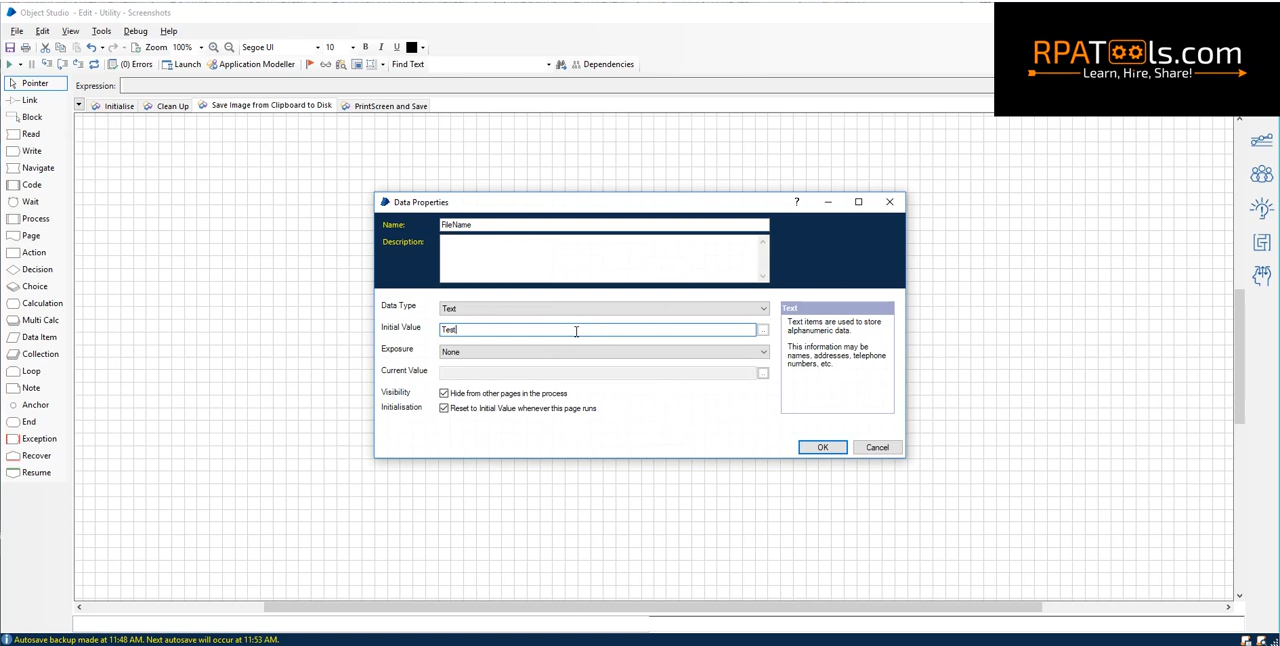 Object Studio - Edit - Utility - Screenshots
RPATools.com
Learn, Hire, Share!
File Edit View Tools Debug Help
Zoom 100% Segoe UI 10 B I U
(0) Errors Launch Application Modeller Find Text Dependencies
Pointer
Expression:
Link
Initialise Clean Up Save Image from Clipboard to Disk PrintScreen and Save
Block
Read
Write
Navigate
Code
Wait
Process
Page
Action
Decision
Choice
Calculation
Multi Calc
Data Item
Collection
Loop
Note
Anchor
End
Exception
Recover
Resume
Data Properties
?
Name: FileName
Description:
Data Type Text
Initial Value Test
Exposure None
Current Value
Visibility Hide from other pages in the process
Initialisation Reset to Initial Value whenever this page runs
Text
Text items are used to store
alphanumeric data.
This information may be
names, addresses, telephone
numbers, etc.
OK Cancel
Autosave backup made at 11:48 AM. Next autosave will occur at 11:53 AM.